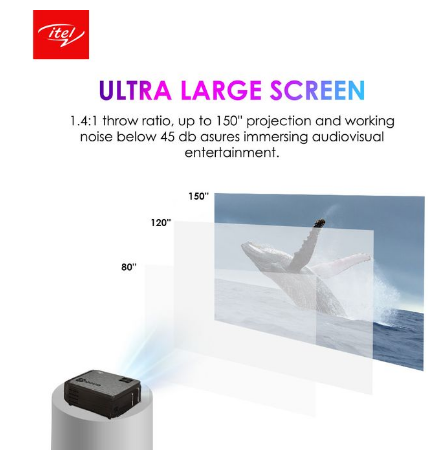 itel
ULTRA LARGE SCREEN
1.4:1 throw ratio, up to 150" projection and working
noise below 45 db asures immersing audiovisual
entertainment.
150"
120"
80"